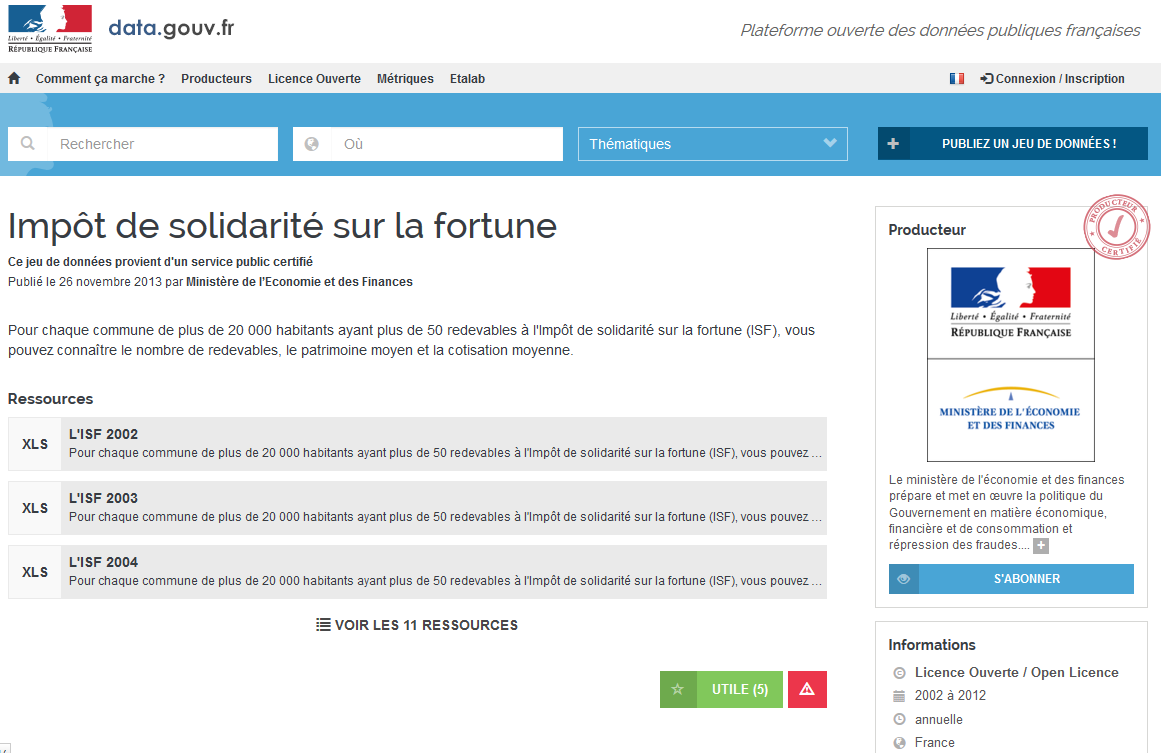 Liberté • Égalité • Fraternité
RÉPUBLIQUE FRANÇAISE
data.gouv.fr
Plateforme ouverte des données publiques françaises
Comment ça marche ? Producteurs Licence Ouverte Métriques Etalab
Connexion / Inscription
Rechercher
Où
Thématiques
PUBLIEZ UN JEU DE DONNÉES !
Impôt de solidarité sur la fortune
Ce jeu de données provient d'un service public certifié
Publié le 26 novembre 2013 par Ministère de l'Economie et des Finances
Pour chaque commune de plus de 20 000 habitants ayant plus de 50 redevables à l'Impôt de solidarité sur la fortune (ISF), vous
pouvez connaître le nombre de redevables, le patrimoine moyen et la cotisation moyenne.
Ressources
XLS
L'ISF 2002
Pour chaque commune de plus de 20 000 habitants ayant plus de 50 redevables à l'Impôt de solidarité sur la fortune (ISF), vous pouvez ...
XLS
L'ISF 2003
Pour chaque commune de plus de 20 000 habitants ayant plus de 50 redevables à l'Impôt de solidarité sur la fortune (ISF), vous pouvez ...
XLS
L'ISF 2004
Pour chaque commune de plus de 20 000 habitants ayant plus de 50 redevables à l'Impôt de solidarité sur la fortune (ISF), vous pouvez ...
VOIR LES 11 RESSOURCES
UTILE (5)
Producteur
PRODUCTEUR
CERTIFIÉ
Liberté • Égalité • Fraternité
RÉPUBLIQUE FRANÇAISE
MINISTÈRE DE L'ÉCONOMIE
ET DES FINANCES
Le ministère de l'économie et des finances
prépare et met en œuvre la politique du
Gouvernement en matière économique,
financière et de consommation et
répression des fraudes....
S'ABONNER
Informations
Licence Ouverte / Open Licence
2002 à 2012
annuelle
France